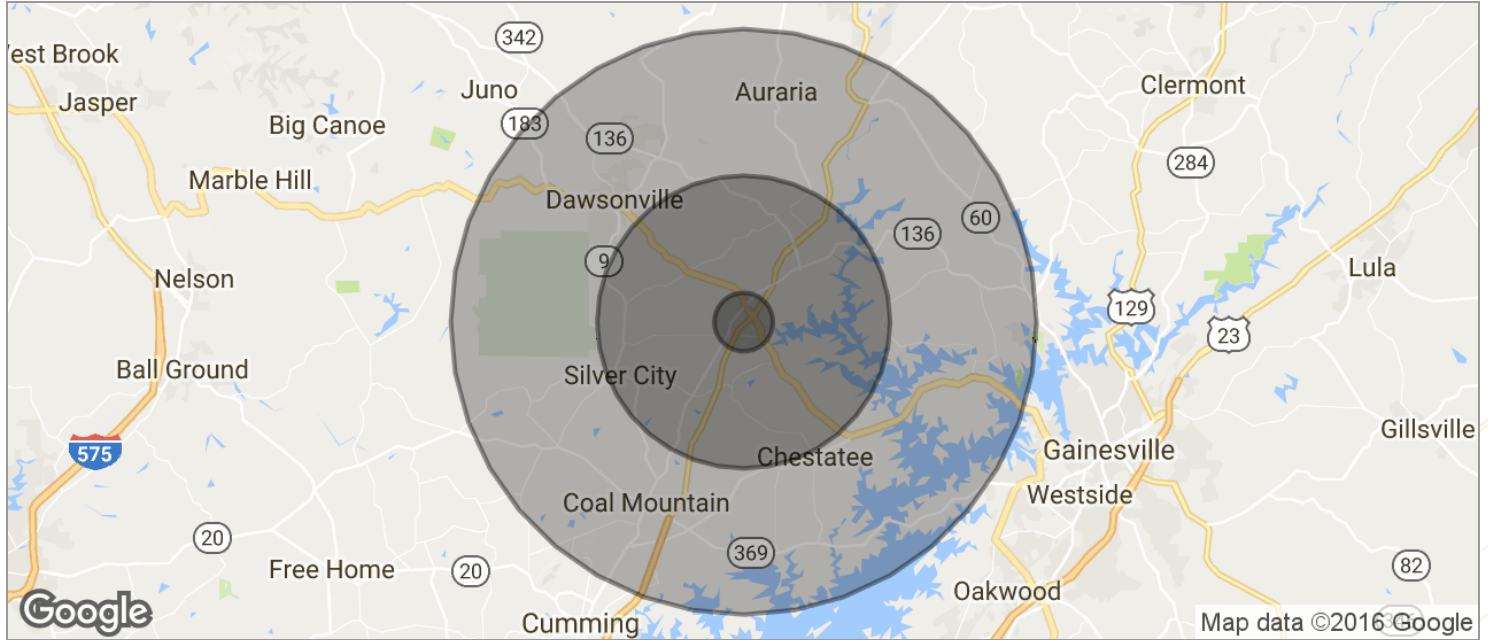 342
est Brook
Juno
Auraria
Clermont
Jasper
Big Canoe
183
136
284
Marble Hill
Dawsonville
60
136
9
Lula
Nelson
129
23
Ball Ground
Silver City
Gillsville
575
Chestatee
Gainesville
Westside
Coal Mountain
20
369
Free Home
20
82
Oakwood
Google
Cumming
Map data ©2016 Google